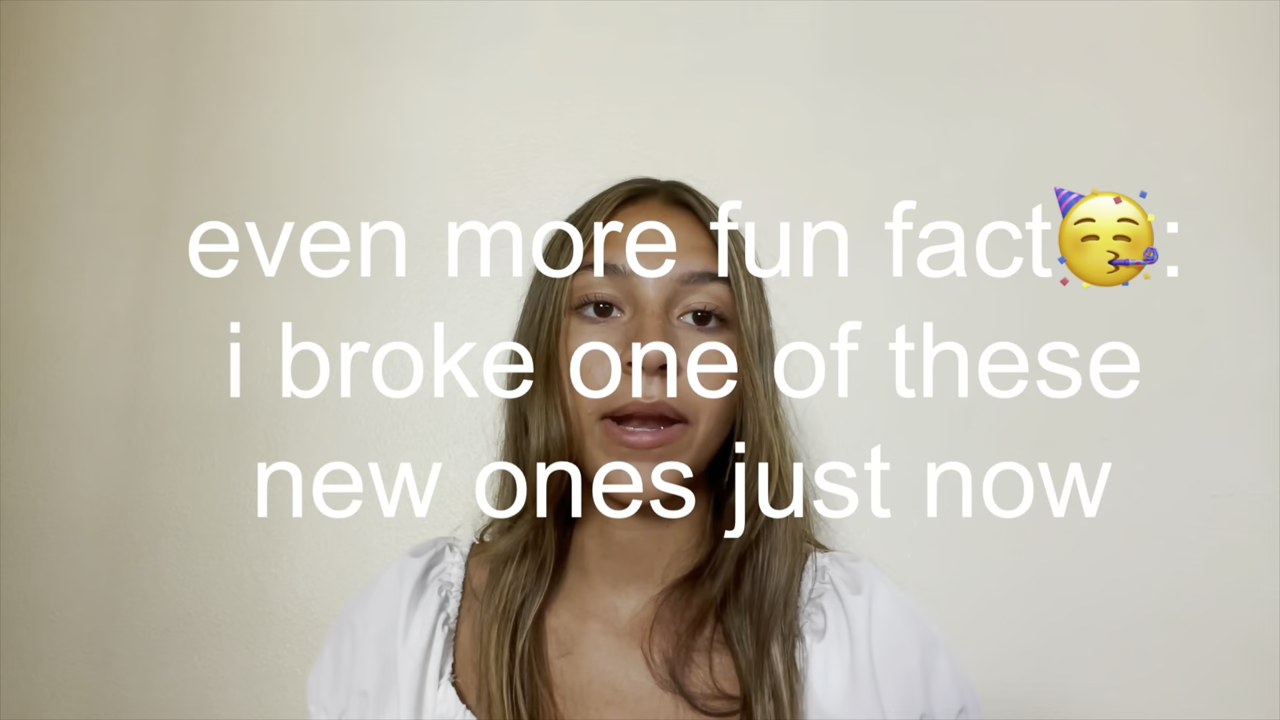 even more fun fact🥳:
i broke one of these
new ones just now